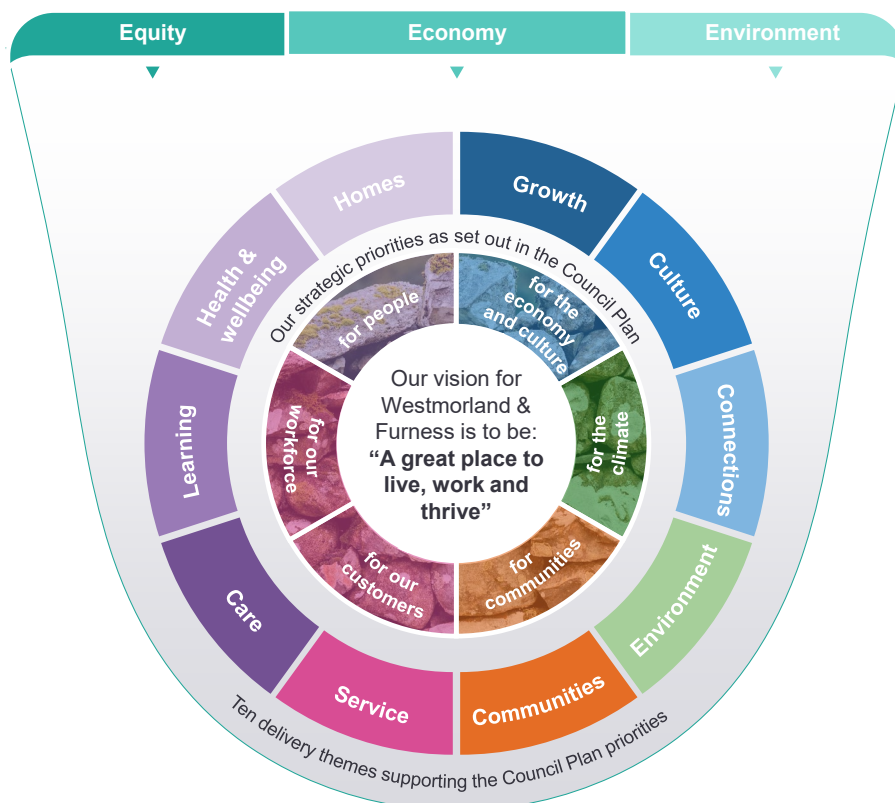 Equity
Economy
Environment
Homes
Growth
Culture
Connections
Environment
Communities
Service
Care
Learning
Health &
wellbeing
Our strategic priorities as set out in the Council Plan
for people
for the
economy
and culture
for the
climate
for
communities
for our
customers
for our
workforce
Our vision for
Westmorland &
Furness is to be:
“A great place to
live, work and
thrive”
Ten delivery themes supporting the Council Plan priorities